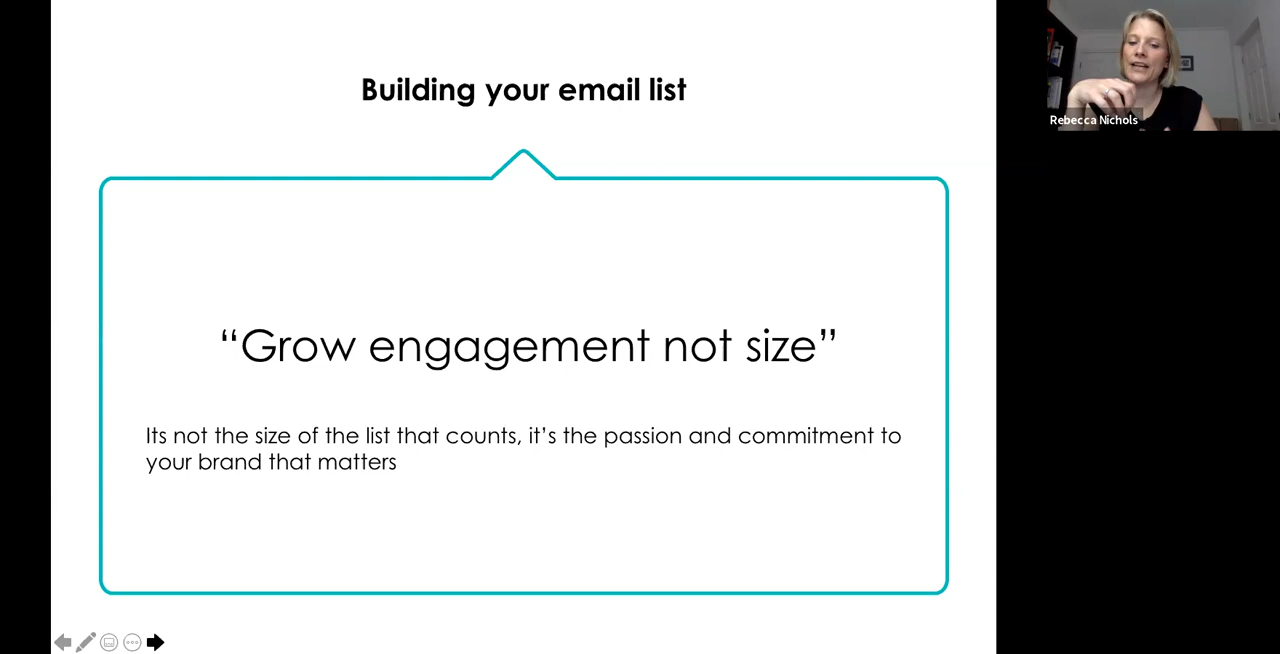 Building your email list
Rebecca Nichols
“Grow engagement not size”
Its not the size of the list that counts, it’s the passion and commitment to
your brand that matters